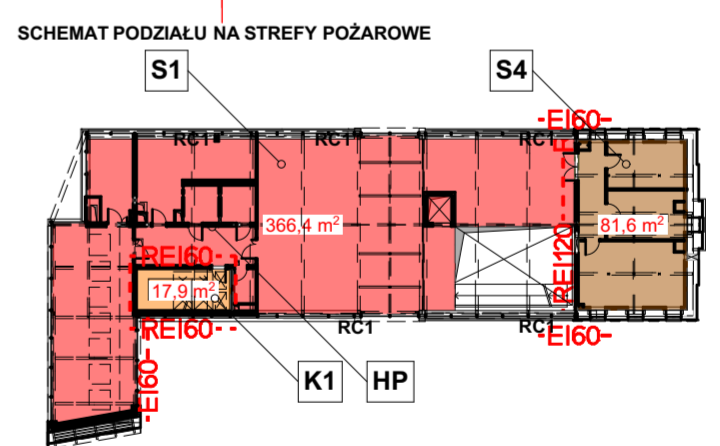 SCHEMAT PODZIAŁU NA STREFY POŻAROWE
S1
S4
-EI60-
RC1
RC1
RC1
366,4 m²
81,6 m²
REI120
REI60
17,9 m²
REI60
RC1
RC1
-EI60-
-EI60-
K1
HP